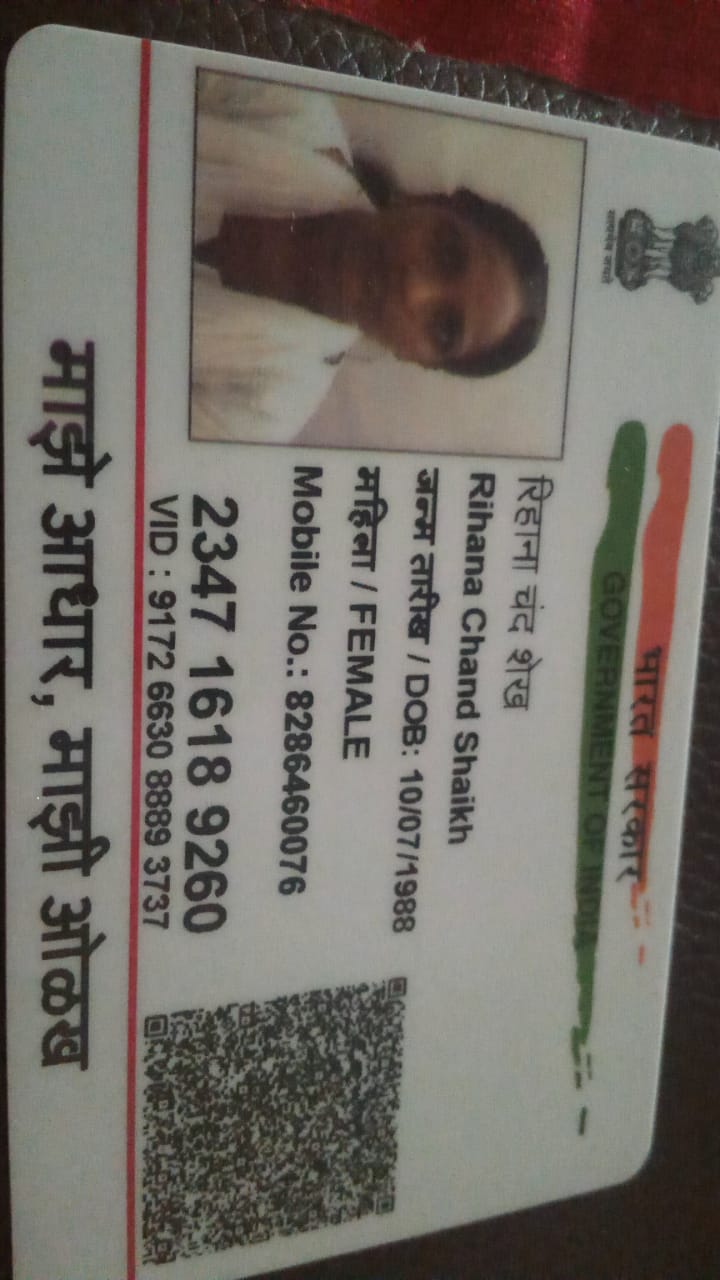 भारत सरकार
GOVERNMENT OF INDIA
रिहाना चंद शेख
Rihana Chand Shaikh
जन्म तारीख / DOB: 10/07/1988
महिला / FEMALE
Mobile No.: 8286460076
2347 1618 9260
VID : 9172 6630 8889 3737
माझे आधार, माझी ओळख